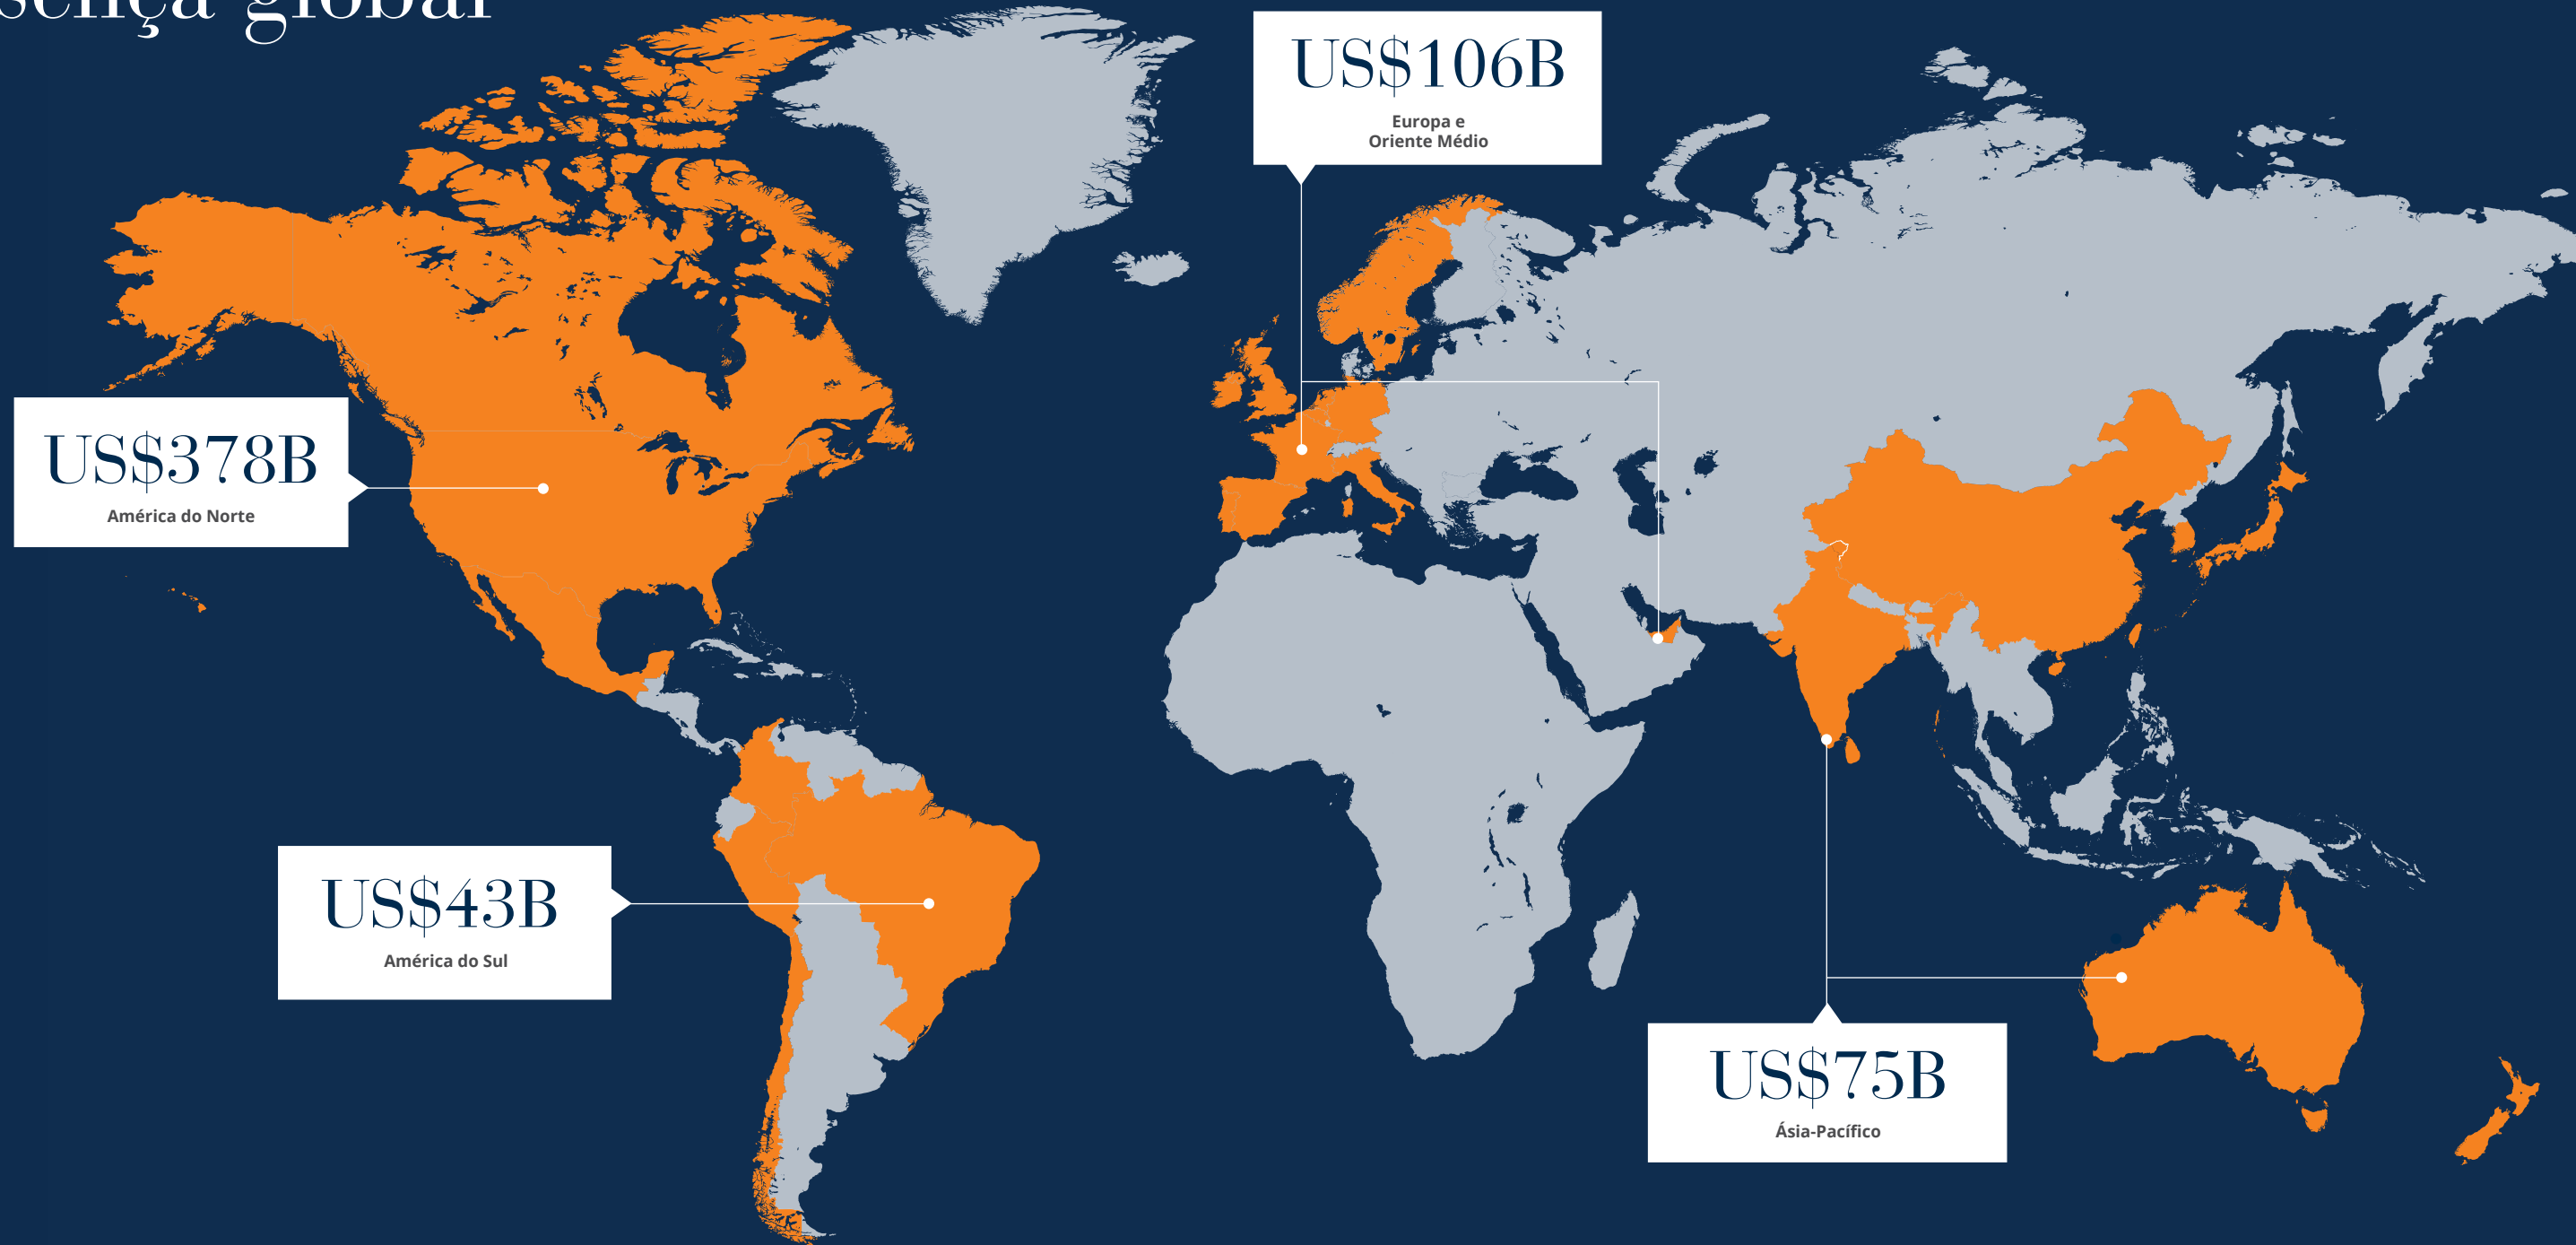 global
US$106B
Europa e
Oriente Médio
US$378B
América do Norte
US$43B
América do Sul
US$75B
Ásia-Pacífico